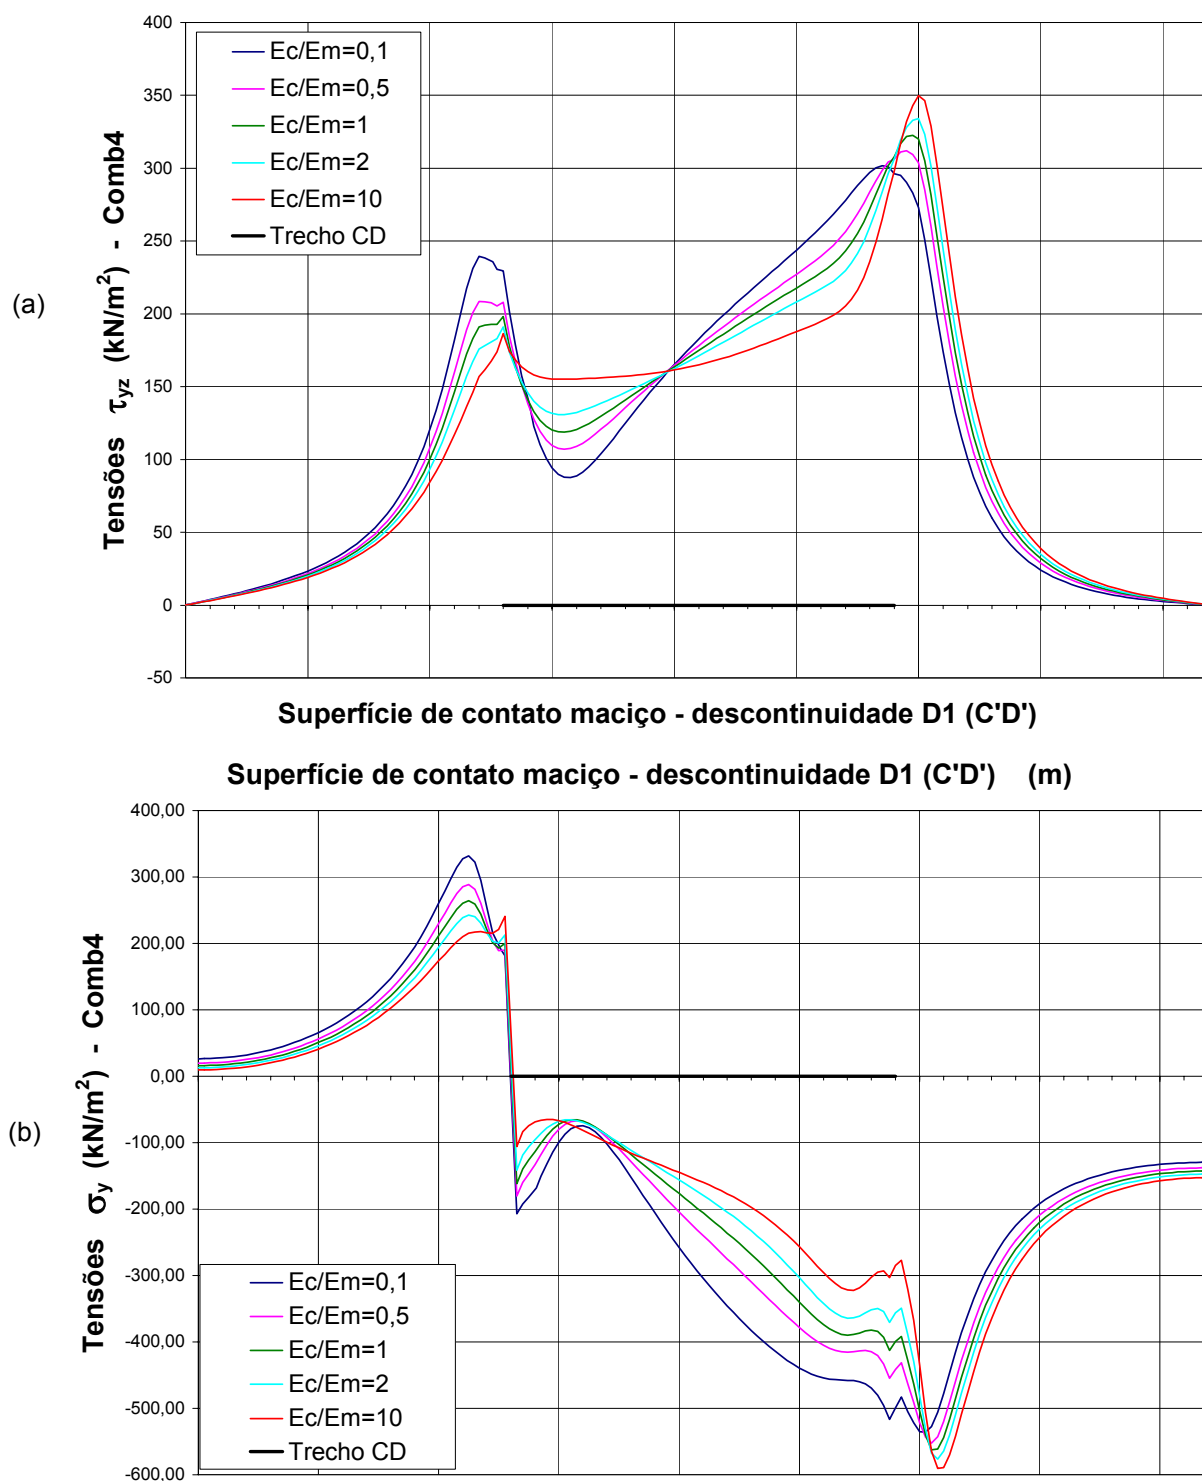 (a)
Tensões τyz (kN/m²) - Comb4
400
350
300
250
200
150
100
50
0
-50
Ec/Em=0,1
Ec/Em=0,5
Ec/Em=1
Ec/Em=2
Ec/Em=10
Trecho CD
Superfície de contato maciço - descontinuidade D1 (C'D')
Superfície de contato maciço - descontinuidade D1 (C'D') (m)
(b)
Tensões σy (kN/m²) - Comb4
400,00
300,00
200,00
100,00
0,00
-100,00
-200,00
-300,00
-400,00
-500,00
-600,00
Ec/Em=0,1
Ec/Em=0,5
Ec/Em=1
Ec/Em=2
Ec/Em=10
Trecho CD